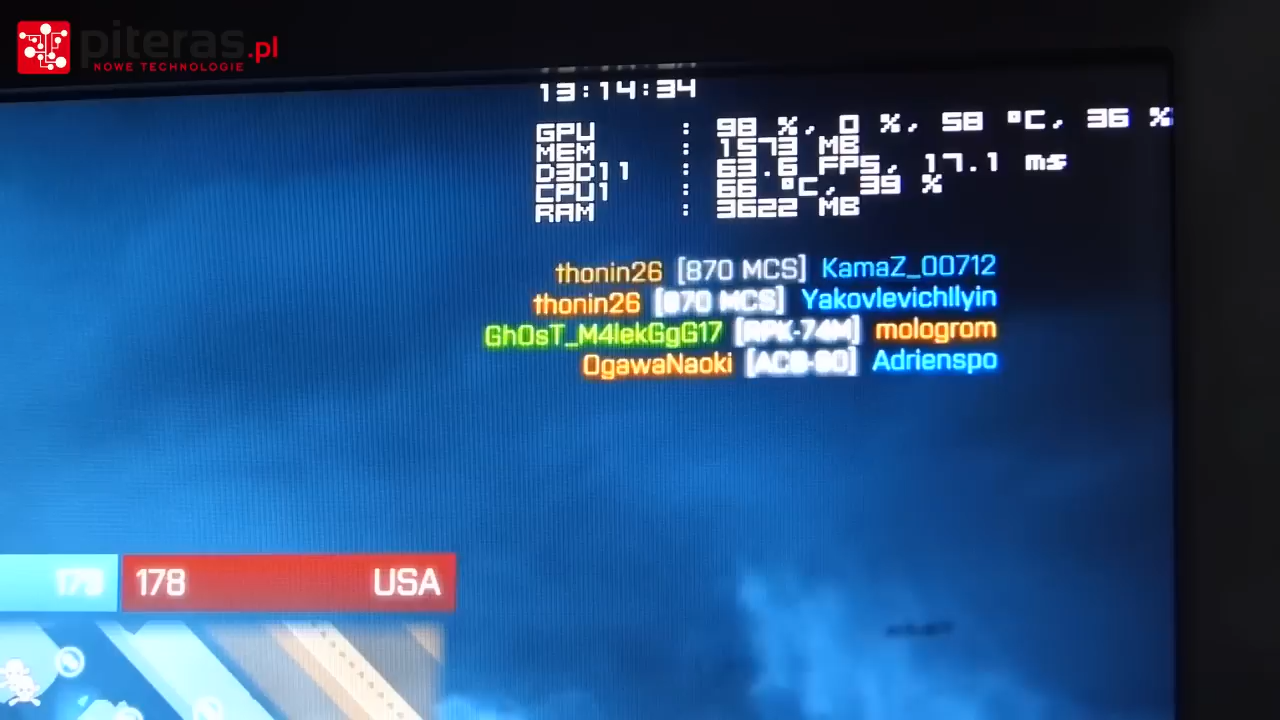 piteras.pl
NOWE TECHNOLOGIE
13:14:34
GPU : 98 %, 0 %, 58 °C, 36 %
MEM : 1573 MB
D3D11 : 63.6 FPS, 17.1 ms
CPU1 : 66 °C, 39 %
RAM : 3622 MB
thonin26 [870 MCS] KamaZ_00712
thonin26 [870 MCS] YakovlevichIlyin
GhOsT_M4lekGgG17 [RPK-74M] mologrom
OgawaNaoki [ACB-90] Adrienspo
178 USA